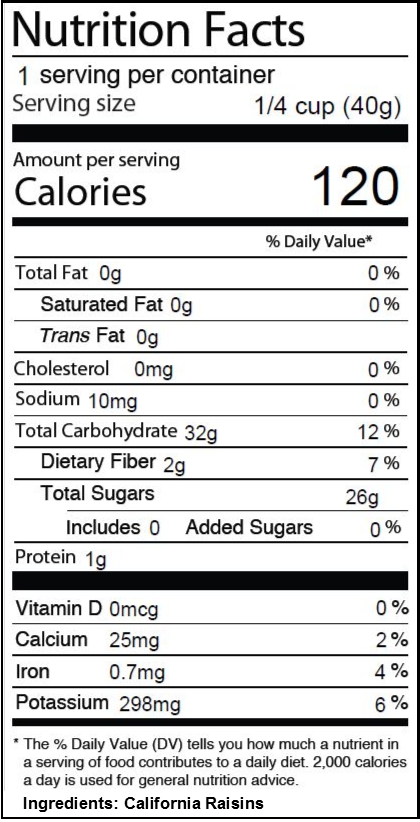 Nutrition Facts
1 serving per container
Serving size 1/4 cup (40g)
Amount per serving
Calories 120
% Daily Value*
Total Fat 0g 0 %
Saturated Fat 0g 0 %
Trans Fat 0g
Cholesterol 0mg 0 %
Sodium 10mg 0 %
Total Carbohydrate 32g 12 %
Dietary Fiber 2g 7 %
Total Sugars 26g
Includes 0 Added Sugars 0 %
Protein 1g
Vitamin D 0mcg 0 %
Calcium 25mg 2 %
Iron 0.7mg 4 %
Potassium 298mg 6 %
* The % Daily Value (DV) tells you how much a nutrient in
a serving of food contributes to a daily diet. 2,000 calories
a day is used for general nutrition advice.
Ingredients: California Raisins